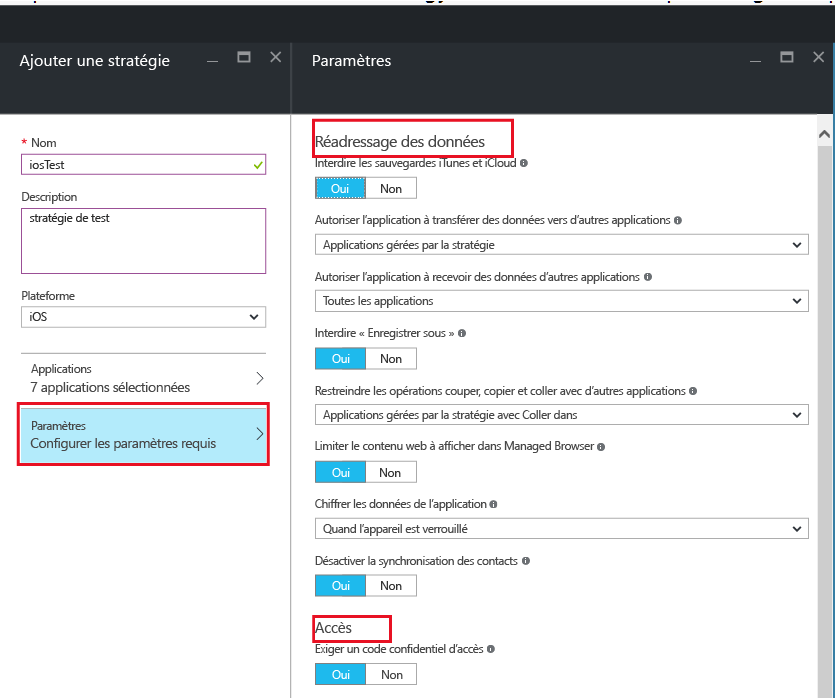 Ajouter une stratégie
* Nom
iosTest
Description
stratégie de test
Plateforme
iOS
Applications
7 applications sélectionnées
Paramètres
Configurer les paramètres requis
Paramètres
Réadressage des données
Interdire les sauvegardes iTunes et iCloud
Oui Non
Autoriser l'application à transférer des données vers d'autres applications
Applications gérées par la stratégie
Autoriser l'application à recevoir des données d'autres applications
Toutes les applications
Interdire « Enregistrer sous »
Oui Non
Restreindre les opérations couper, copier et coller avec d'autres applications
Applications gérées par la stratégie avec Coller dans
Limiter le contenu web à afficher dans Managed Browser
Oui Non
Chiffrer les données de l'application
Quand l'appareil est verrouillé
Désactiver la synchronisation des contacts
Oui Non
Accès
Exiger un code confidentiel d'accès
Oui Non